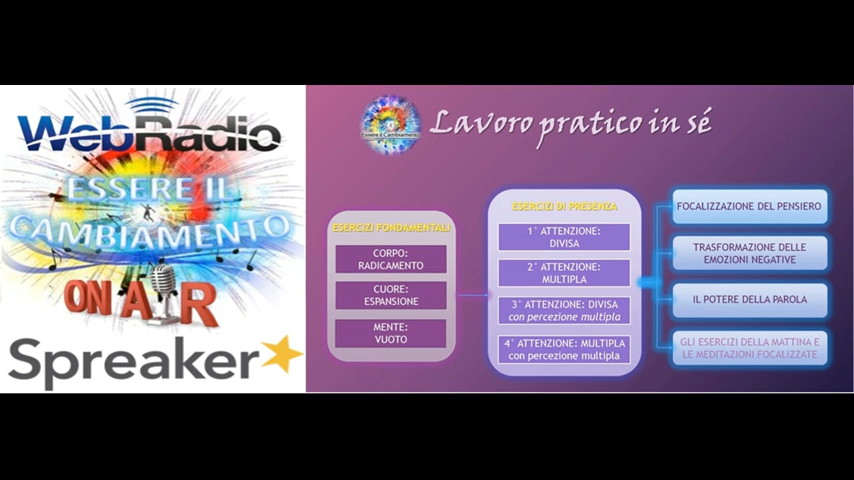 WebRadio
ESSERE IL
CAMBIAMENTO
ON AIR
Spreaker
Essere il Cambiamento
Lavoro pratico in sé
ESERCIZI FONDAMENTALI
CORPO:
RADICAMENTO
CUORE:
ESPANSIONE
MENTE:
VUOTO
ESERCIZI DI PRESENZA
1° ATTENZIONE:
DIVISA
2° ATTENZIONE:
MULTIPLA
3° ATTENZIONE: DIVISA
con percezione multipla
4° ATTENZIONE: MULTIPLA
con percezione multipla
FOCALIZZAZIONE DEL PENSIERO
TRASFORMAZIONE DELLE
EMOZIONI NEGATIVE
IL POTERE DELLA PAROLA
GLI ESERCIZI DELLA MATTINA E
LE MEDITAZIONI FOCALIZZATE